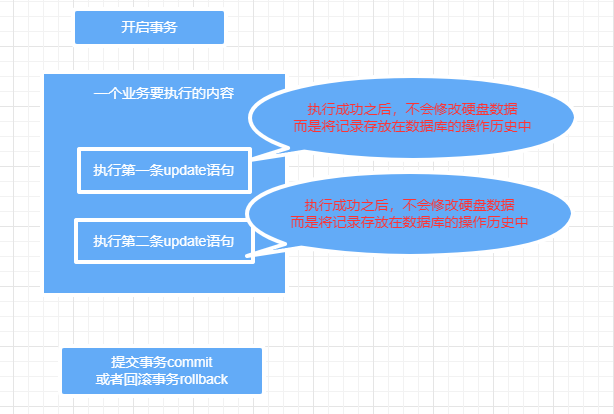 开启事务
一个业务要执行的内容
执行成功之后，不会修改硬盘数据
而是将记录存放在数据库的操作历史中
执行第一条update语句
执行成功之后，不会修改硬盘数据
而是将记录存放在数据库的操作历史中
执行第二条update语句
提交事务commit
或者回滚事务rollback